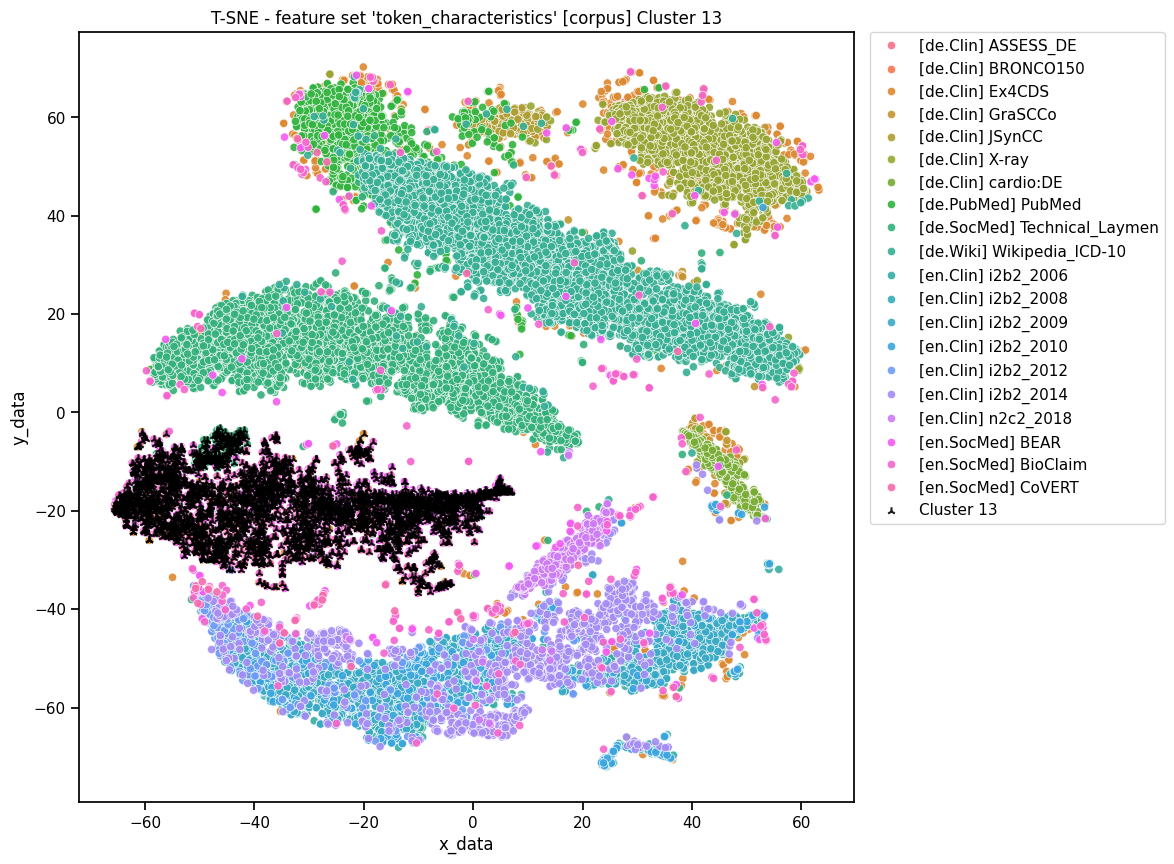 T-SNE - feature set 'token_characteristics' [corpus] Cluster 13
y_data
60
40
20
0
−20
−40
−60
−60
−40
−20
0
20
40
60
x_data
[de.Clin] ASSESS_DE
[de.Clin] BRONCO150
[de.Clin] Ex4CDS
[de.Clin] GraSCCo
[de.Clin] JSynCC
[de.Clin] X-ray
[de.Clin] cardio:DE
[de.PubMed] PubMed
[de.SocMed] Technical_Laymen
[de.Wiki] Wikipedia_ICD-10
[en.Clin] i2b2_2006
[en.Clin] i2b2_2008
[en.Clin] i2b2_2009
[en.Clin] i2b2_2010
[en.Clin] i2b2_2012
[en.Clin] i2b2_2014
[en.Clin] n2c2_2018
[en.SocMed] BEAR
[en.SocMed] BioClaim
[en.SocMed] CoVERT
Cluster 13